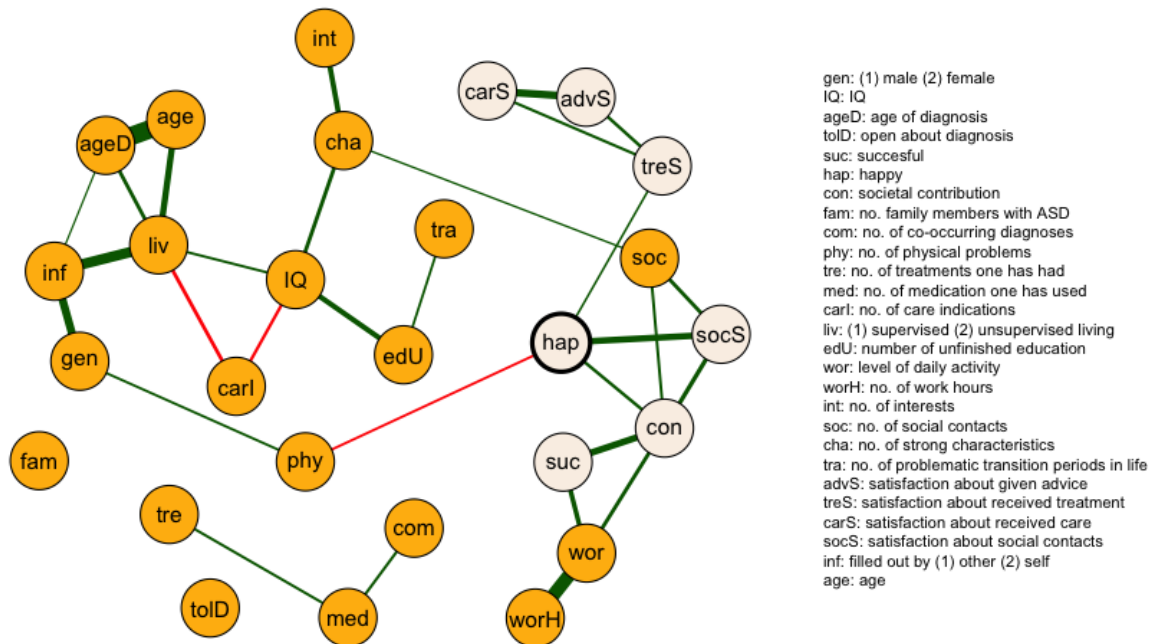 int
carS
advS
age
ageD
cha
treS
tra
liv
soc
inf
IQ
hap
socS
gen
edU
carI
con
fam
phy
suc
tre
com
wor
tolD
med
worH
gen: (1) male (2) female
IQ: IQ
ageD: age of diagnosis
tolD: open about diagnosis
suc: succesful
hap: happy
con: societal contribution
fam: no. family members with ASD
com: no. of co-occurring diagnoses
phy: no. of physical problems
tre: no. of treatments one has had
med: no. of medication one has used
carI: no. of care indications
liv: (1) supervised (2) unsupervised living
edU: number of unfinished education
wor: level of daily activity
worH: no. of work hours
int: no. of interests
soc: no. of social contacts
cha: no. of strong characteristics
tra: no. of problematic transition periods in life
advS: satisfaction about given advice
treS: satisfaction about received treatment
carS: satisfaction about received care
socS: satisfaction about social contacts
inf: filled out by (1) other (2) self
age: age